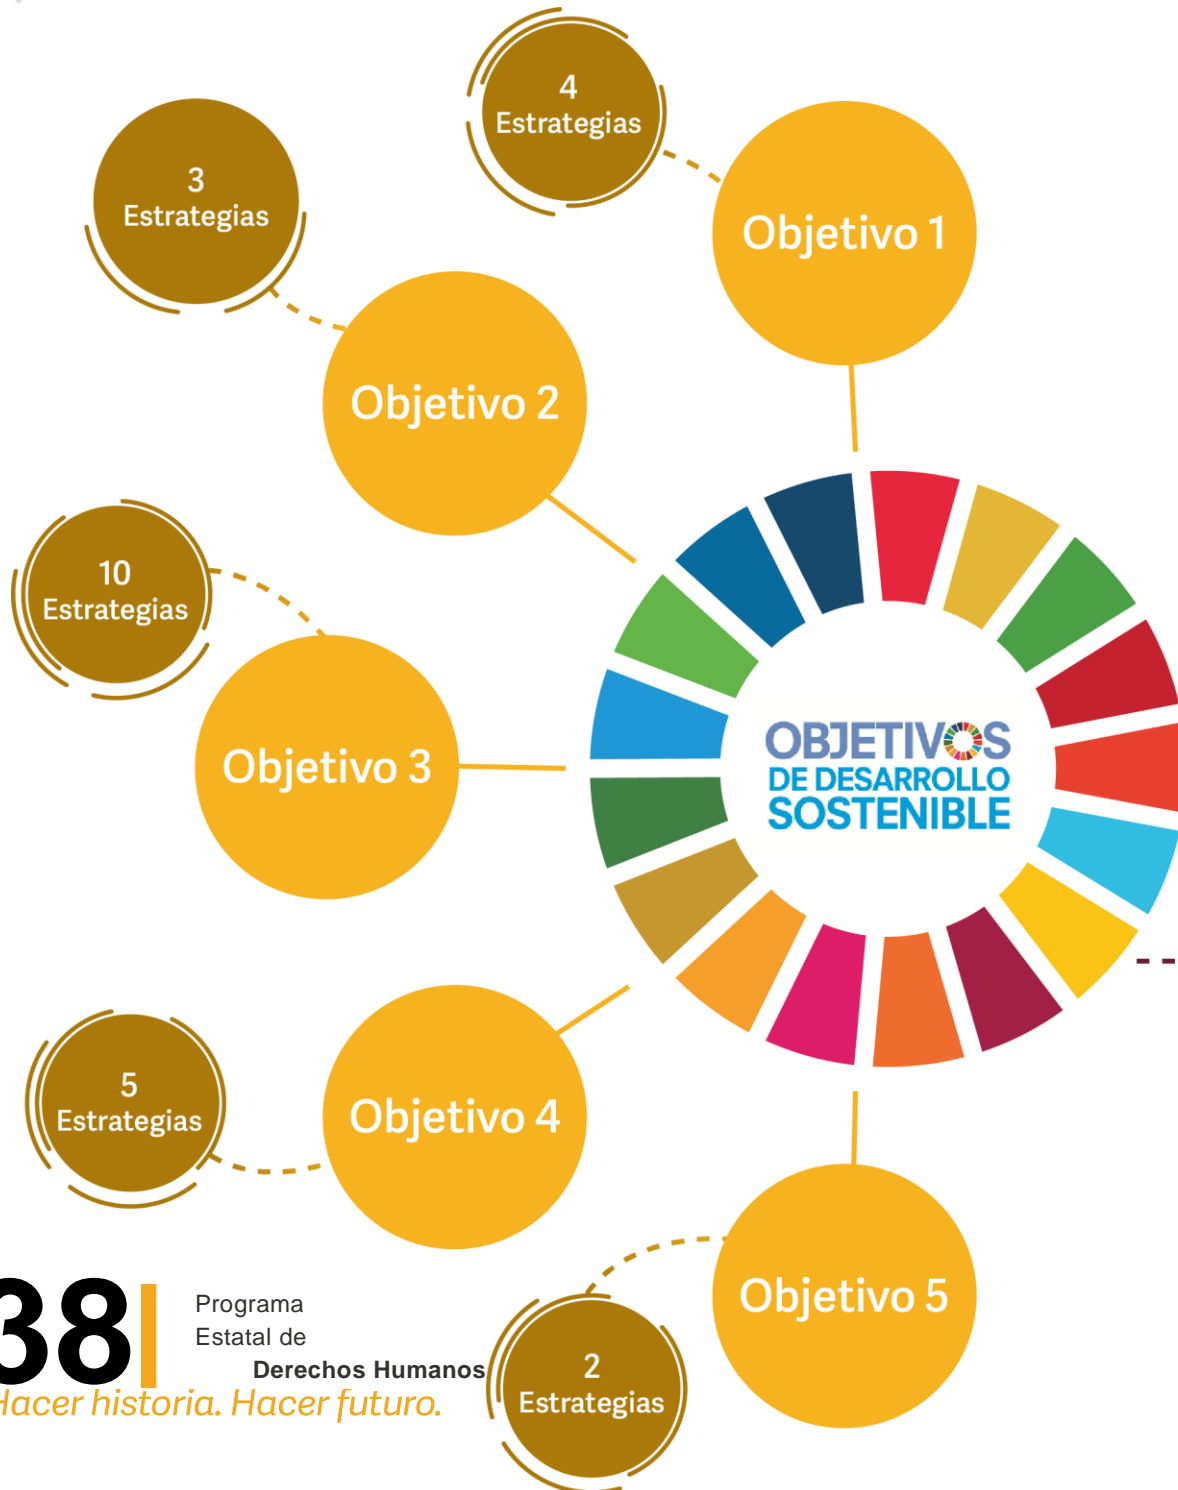 4
Estrategias
Objetivo 1
3
Estrategias
Objetivo 2
10
Estrategias
Objetivo 3
OBJETIVOS
DE DESARROLLO
SOSTENIBLE
5
Estrategias
Objetivo 4
Objetivo 5
2
Estrategias
38
Programa
Estatal de
Derechos Humanos
Hacer historia. Hacer futuro.